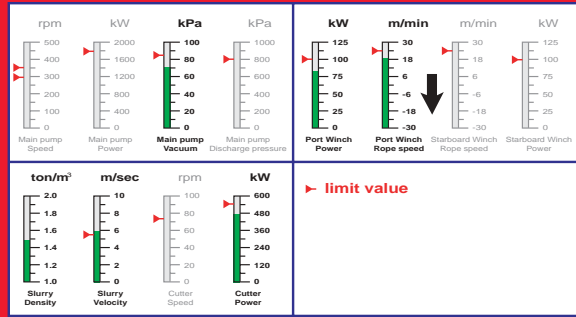 rpm kW kPa kPa
500 2000 100 1000
400 1600 80 800
300 1200 60 600
200 800 40 400
100 400 20 200
0 0 0 0
Main pump Main pump Main pump Main pump
Speed Power Vacuum Discharge pressure
kW m/min m/min kW
125 30 30 125
100 18 18 100
75 6 6 75
50 -6 -6 50
25 -18 -18 25
0 -30 -30 0
Port Winch Port Winch Starboard Winch Starboard Winch
Power Rope speed Rope speed Power
ton/m³ m/sec rpm kW
2.0 10 100 600
1.8 8 80 480
1.6 6 60 360
1.4 4 40 240
1.2 2 20 120
1.0 0 0 0
Slurry Slurry Cutter Cutter
Density Velocity Speed Power
limit value